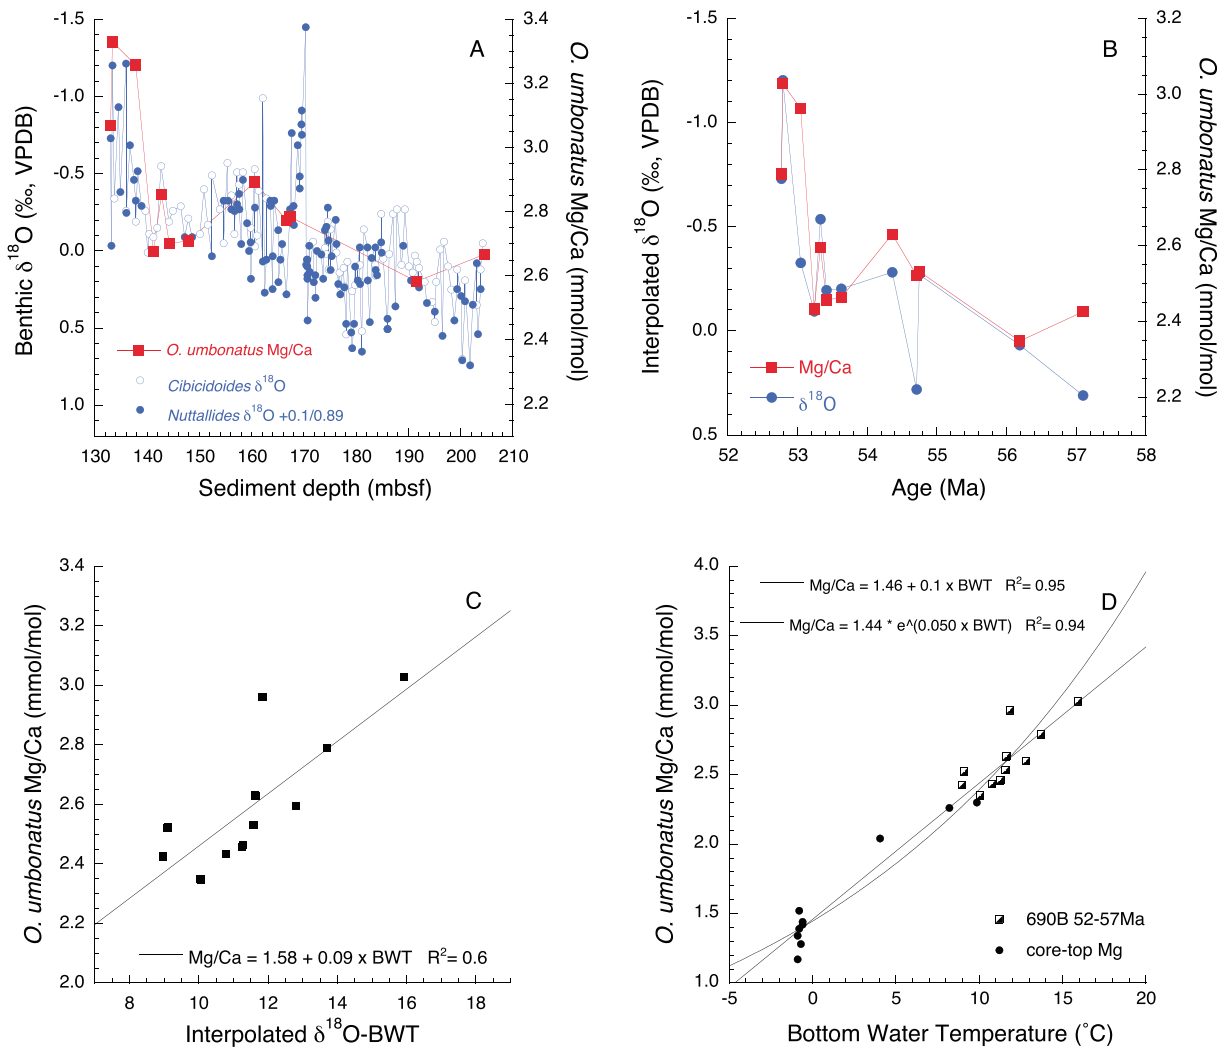 A
Benthic δ18O (‰, VPDB)
-1.5
-1.0
-0.5
0.0
0.5
1.0
3.4
3.2
3.0
2.8
2.6
2.4
2.2
O. umbonatus Mg/Ca (mmol/mol)
O. umbonatus Mg/Ca
Cibicidoides δ18O
Nuttallides δ18O +0.1/0.89
130 140 150 160 170 180 190 200 210
Sediment depth (mbsf)
B
Interpolated δ18O (‰, VPDB)
-1.5
-1.0
-0.5
0.0
0.5
3.2
3.0
2.8
2.6
2.4
2.2
O. umbonatus Mg/Ca (mmol/mol)
Mg/Ca
δ18O
52 53 54 55 56 57 58
Age (Ma)
C
O. umbonatus Mg/Ca (mmol/mol)
3.4
3.2
3.0
2.8
2.6
2.4
2.2
2.0
Mg/Ca = 1.58 + 0.09 x BWT R2= 0.6
8 10 12 14 16 18
Interpolated δ18O-BWT
D
O. umbonatus Mg/Ca (mmol/mol)
4.0
3.5
3.0
2.5
2.0
1.5
1.0
Mg/Ca = 1.46 + 0.1 x BWT R2= 0.95
Mg/Ca = 1.44 * e^(0.050 x BWT) R2= 0.94
690B 52-57Ma
core-top Mg
-5 0 5 10 15 20
Bottom Water Temperature (˚C)